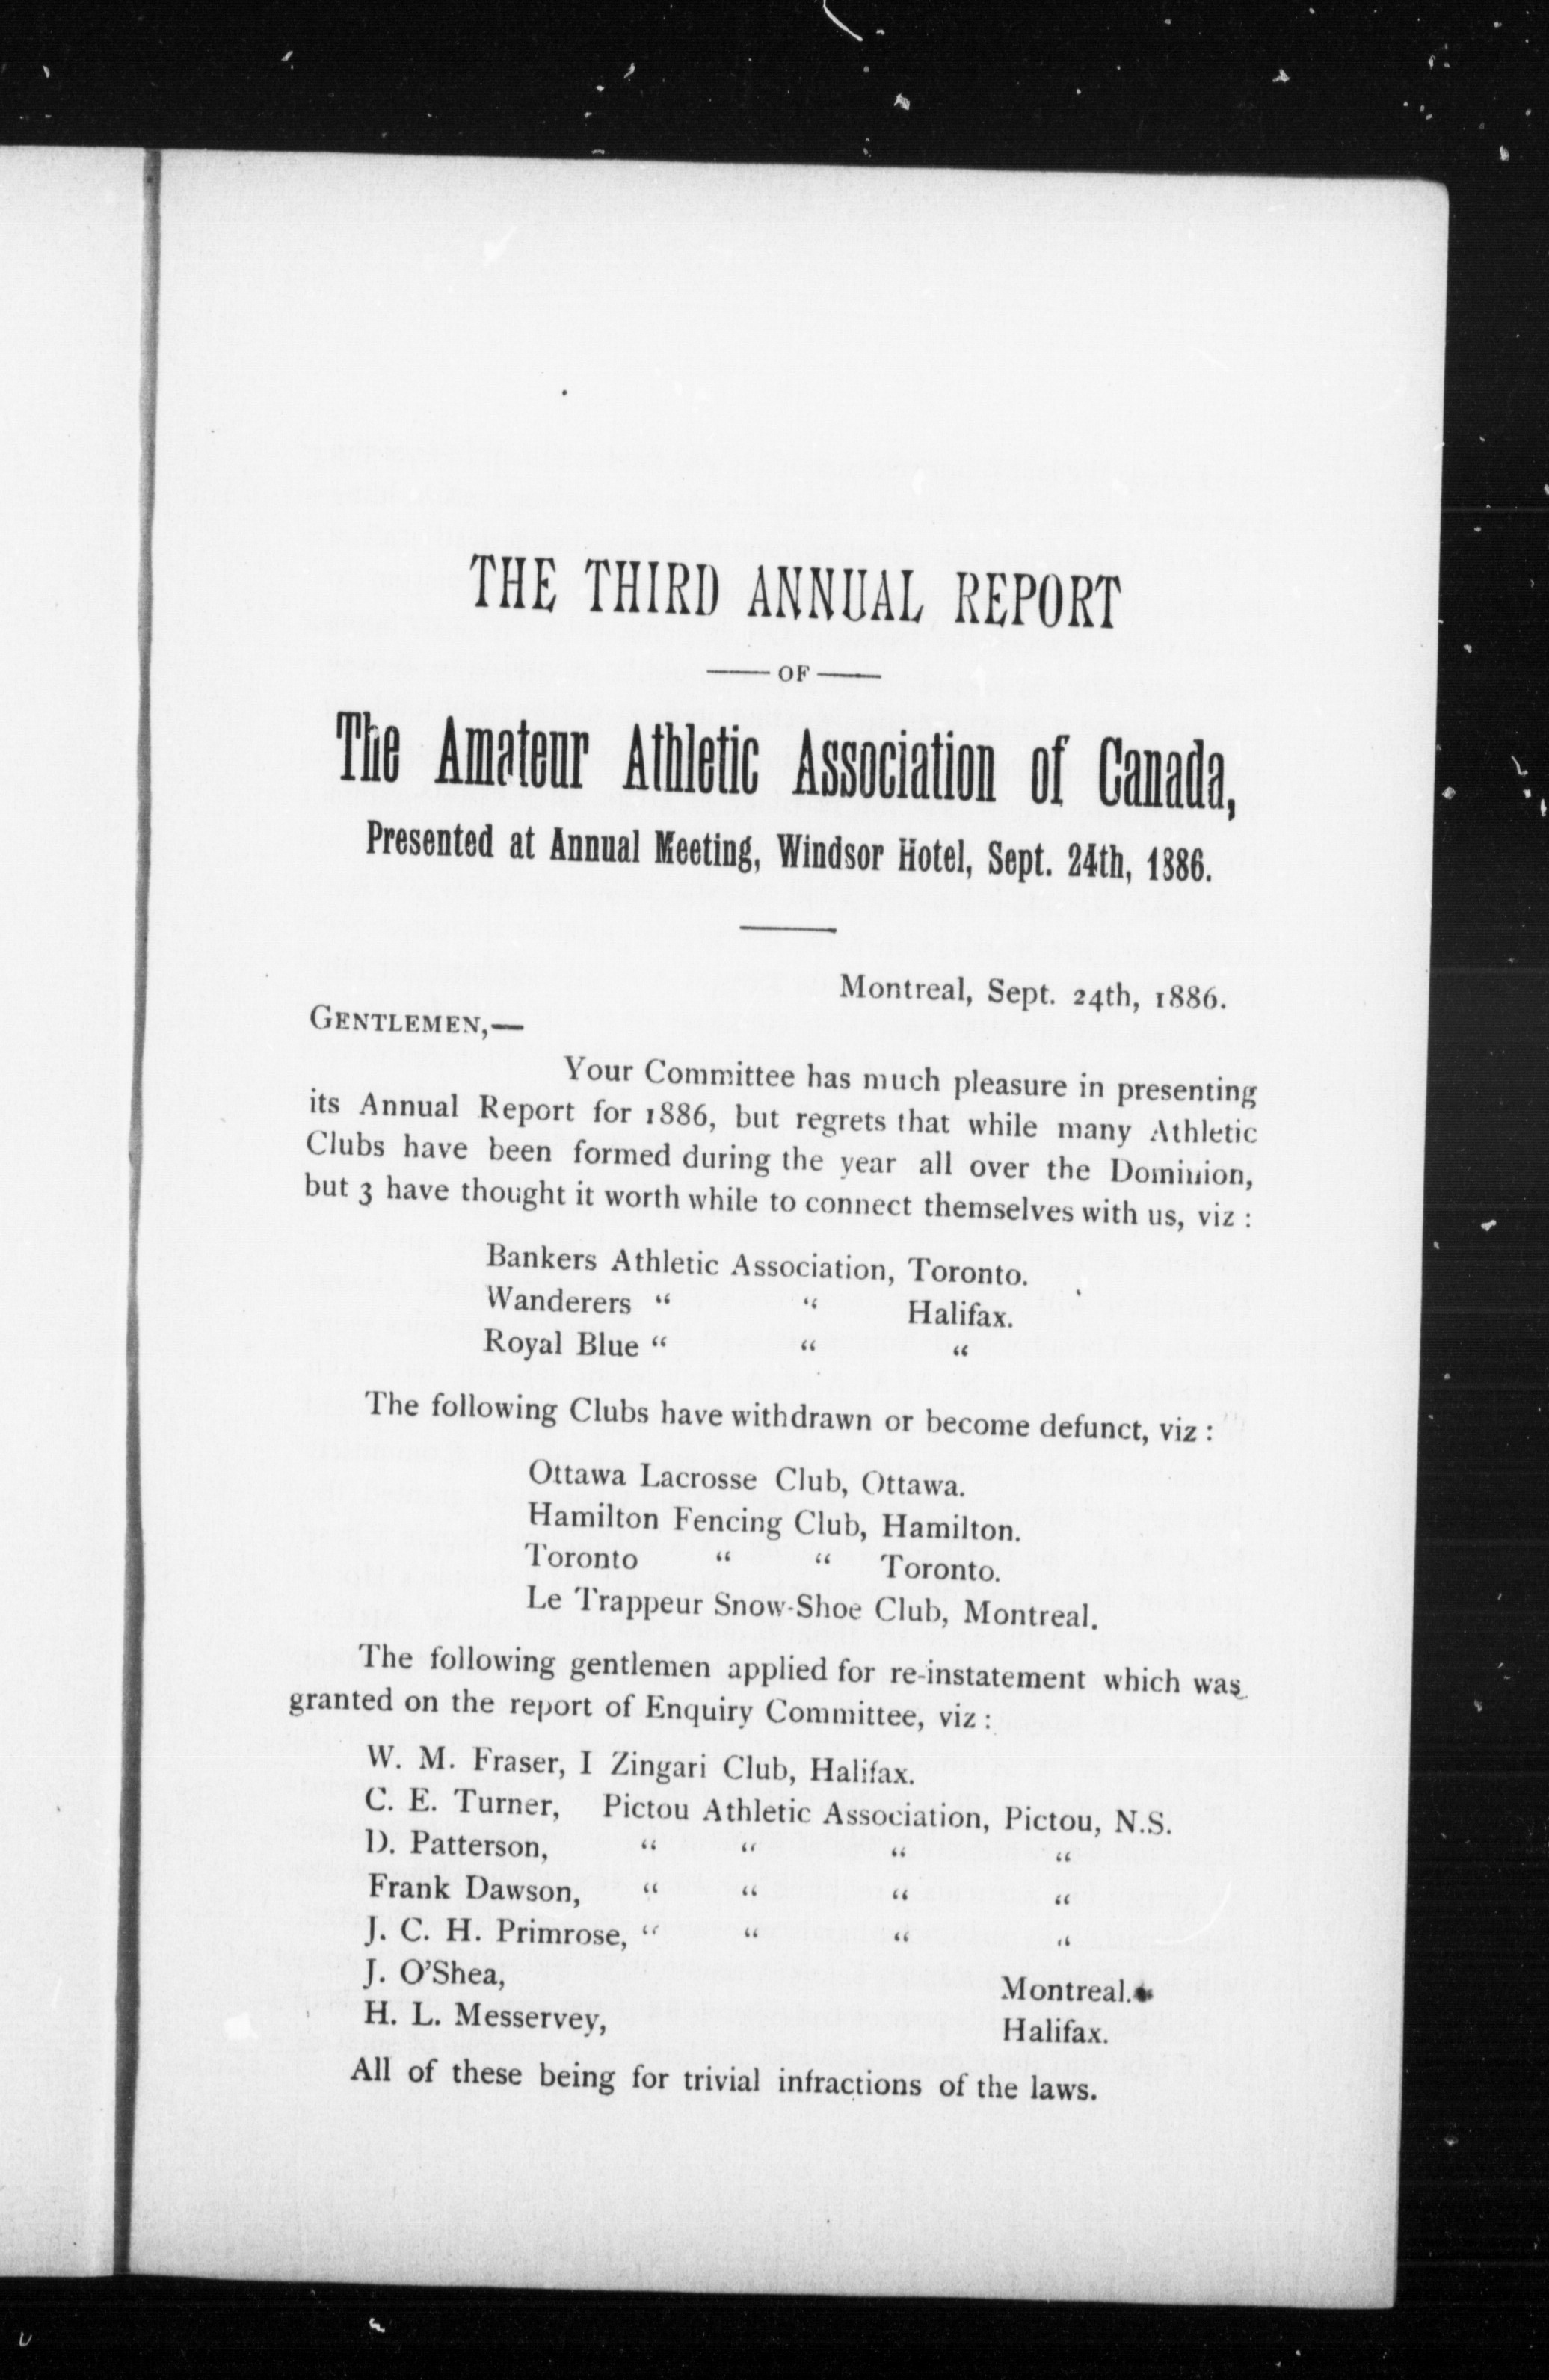 THE THIRD ANNUAL REPORT
OF
The Amateur Athletic Association of Canada,
Presented at Annual Meeting, Windsor Hotel, Sept. 24th, 1886.
Montreal, Sept. 24th, 1886.
GENTLEMEN,—
Your Committee has much pleasure in presenting
its Annual Report for 1886, but regrets that while many Athletic
Clubs have been formed during the year all over the Dominion,
but 3 have thought it worth while to connect themselves with us, viz :
Bankers Athletic Association, Toronto.
Wanderers “ “ Halifax.
Royal Blue “ “ “
The following Clubs have withdrawn or become defunct, viz :
Ottawa Lacrosse Club, Ottawa.
Hamilton Fencing Club, Hamilton.
Toronto “ “ Toronto.
Le Trappeur Snow-Shoe Club, Montreal.
The following gentlemen applied for re-instatement which was
granted on the report of Enquiry Committee, viz :
W. M. Fraser, I Zingari Club, Halifax.
C. E. Turner, Pictou Athletic Association, Pictou, N.S.
D. Patterson, “ “ “ “
Frank Dawson, “ “ “ “
J. C. H. Primrose, “ “ “ “
J. O’Shea, Montreal.
H. L. Messervey, Halifax.
All of these being for trivial infractions of the laws.